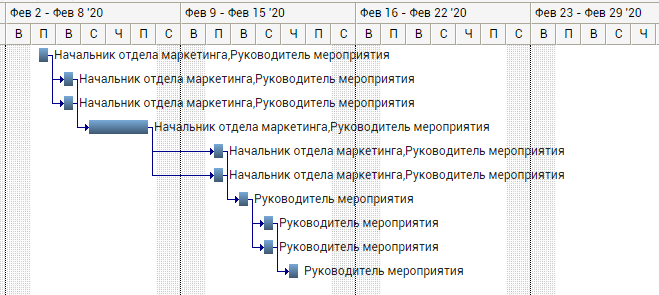 Фев 2 - Фев 8 '20 Фев 9 - Фев 15 '20 Фев 16 - Фев 22 '20 Фев 23 - Фев 29 '20
В П В С Ч П С В П В С Ч П С В П В С Ч П С В П В С Ч
Начальник отдела маркетинга,Руководитель мероприятия
Начальник отдела маркетинга,Руководитель мероприятия
Начальник отдела маркетинга,Руководитель мероприятия
Начальник отдела маркетинга,Руководитель мероприятия
Начальник отдела маркетинга,Руководитель мероприятия
Начальник отдела маркетинга,Руководитель мероприятия
Руководитель мероприятия
Руководитель мероприятия
Руководитель мероприятия
Руководитель мероприятия